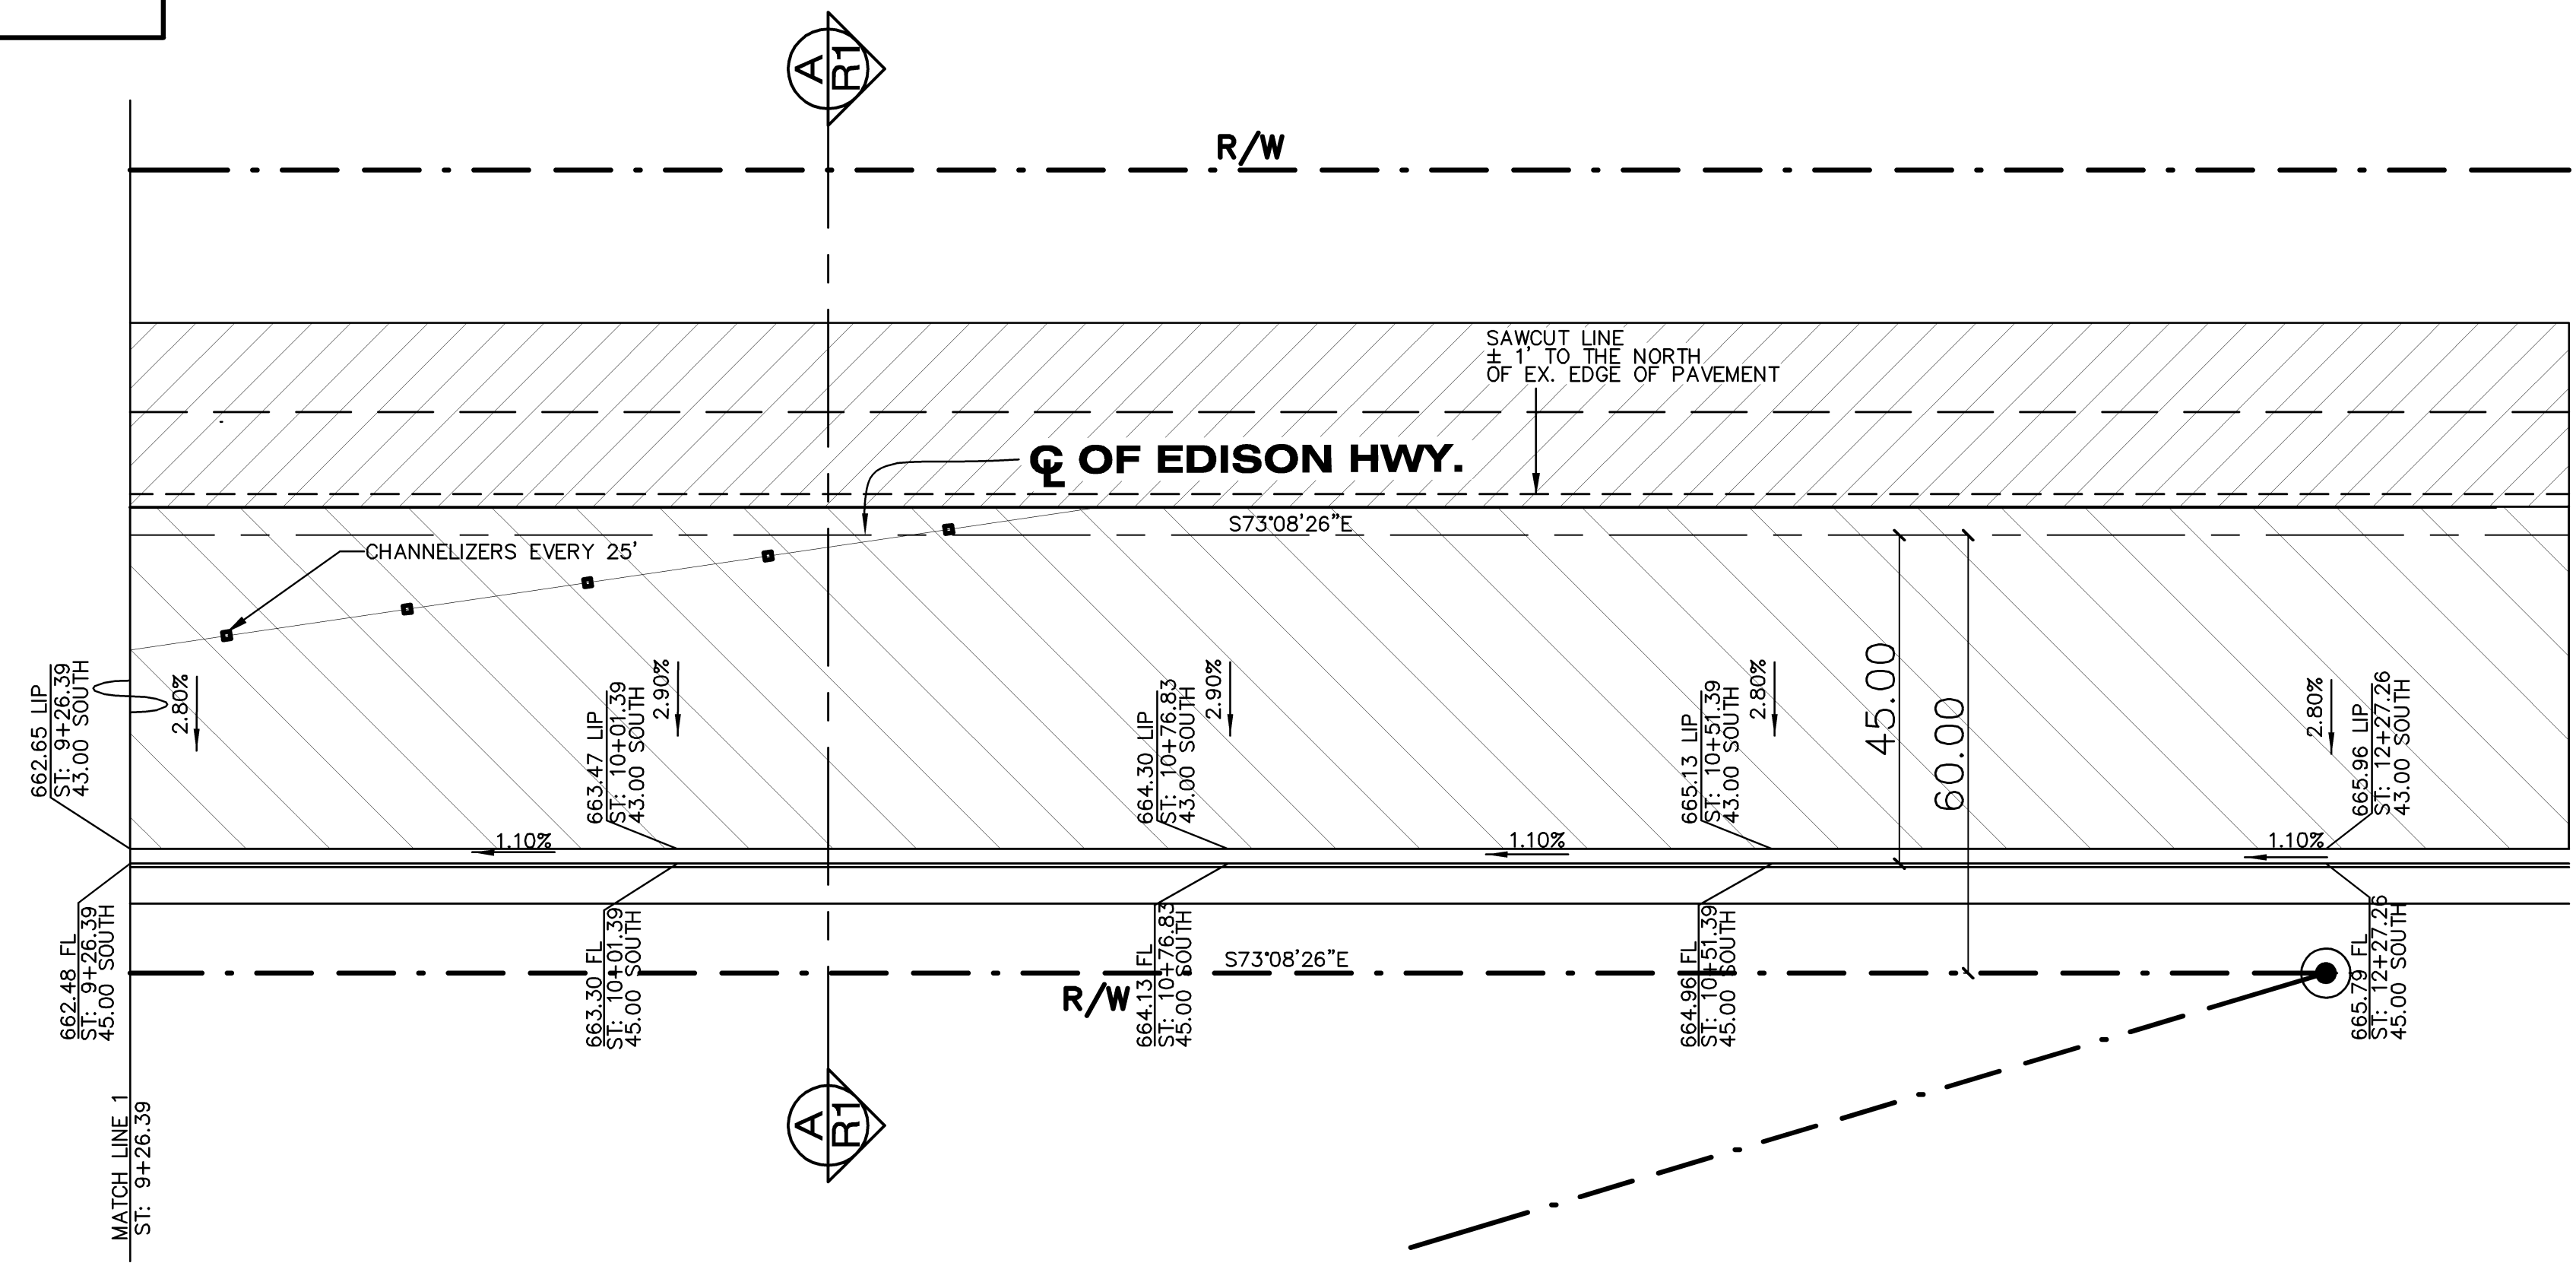 A
R1
R/W
SAWCUT LINE
± 1' TO THE NORTH
OF EX. EDGE OF PAVEMENT
℄ OF EDISON HWY.
S73°08'26"E
CHANNELIZERS EVERY 25'
662.65 LIP
ST: 9+26.39
43.00 SOUTH
2.80%
663.47 LIP
ST: 10+01.39
43.00 SOUTH
2.90%
664.30 LIP
ST: 10+76.83
43.00 SOUTH
2.90%
665.13 LIP
ST: 10+51.39
43.00 SOUTH
2.80%
45.00
60.00
2.80%
665.96 LIP
ST: 12+27.26
43.00 SOUTH
1.10%
1.10%
1.10%
662.48 FL
ST: 9+26.39
45.00 SOUTH
663.30 FL
ST: 10+01.39
45.00 SOUTH
664.13 FL
ST: 10+76.83
45.00 SOUTH
664.96 FL
ST: 10+51.39
45.00 SOUTH
665.79 FL
ST: 12+27.26
45.00 SOUTH
S73°08'26"E
R/W
MATCH LINE 1
ST: 9+26.39
A
R1